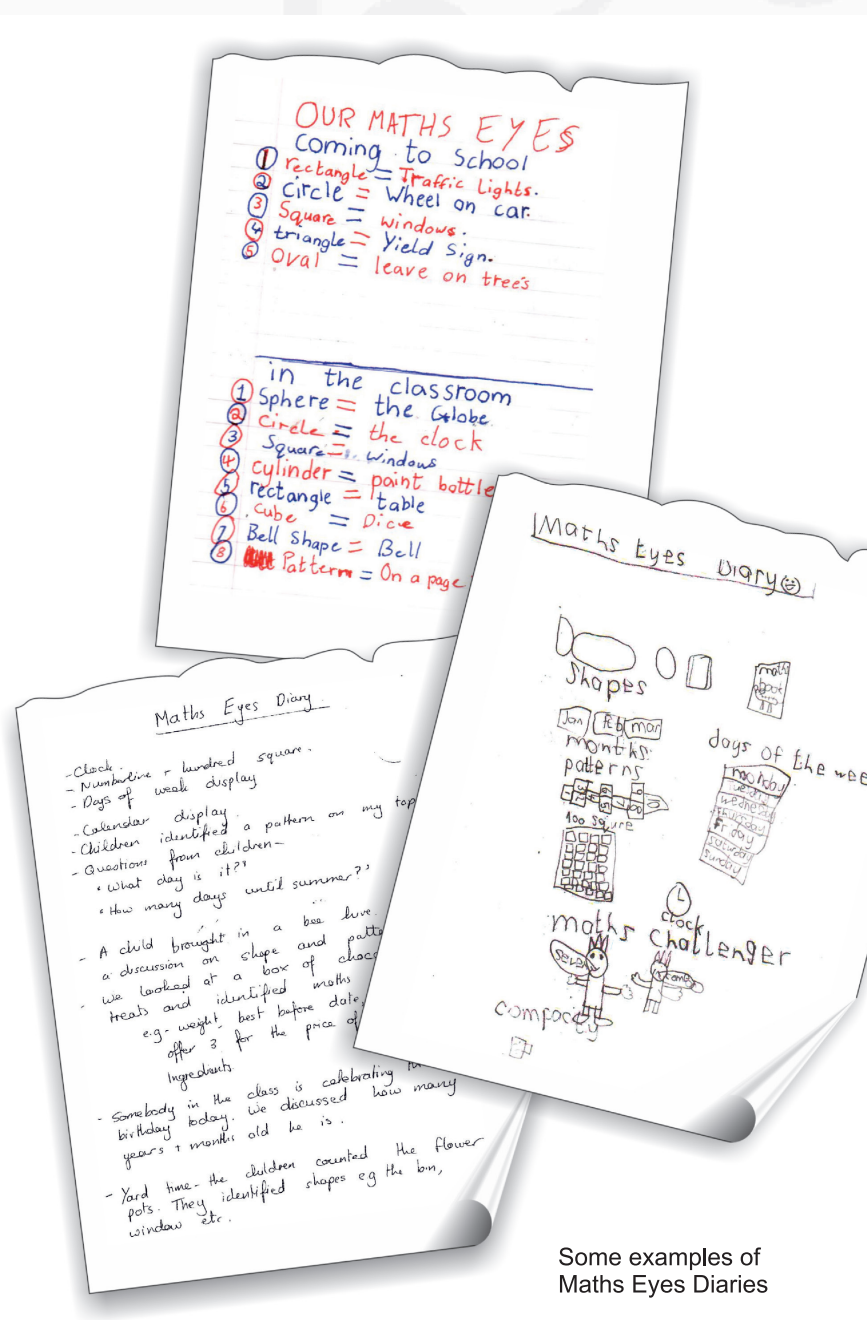 OUR MATHS EYES
Coming to School
1 rectangle = Traffic Lights.
2 circle = Wheel on car.
3 Square = windows.
4 triangle = Yield Sign.
5 Oval = leave on tree's
in the classroom
1 Sphere = the Globe.
2 Circle = the clock
3 Square = windows
4 cylinder = paint bottle
5 rectangle = table
6 Cube = Dice
7 Bell Shape = Bell
8 Pattern = On a page
Maths Eyes Diary
- Clock.
- Numberline + hundred square.
- Days of week display
- Calendar display.
- Children identified a pattern on my top
- Questions from children -
"What day is it?"
"How many days until summer?"
- A child brought in a bee hive.
a discussion on shape and patte
- We looked at a box of choco
treats and identified maths
e.g - weight, best before date,
offer 3 for the price of
Ingredients.
- Somebody in the class is celebrating
birthday today. We discussed how many
years + months old he is.
- Yard time - the children counted the flower
pots. They identified shapes eg the bin,
window etc.
Maths Eyes Diary
Shapes
maths
book
Jan Feb mar
months
patterns
days of the wee
100 square
Friday
clock
maths challenger
Some examples of
Maths Eyes Diaries